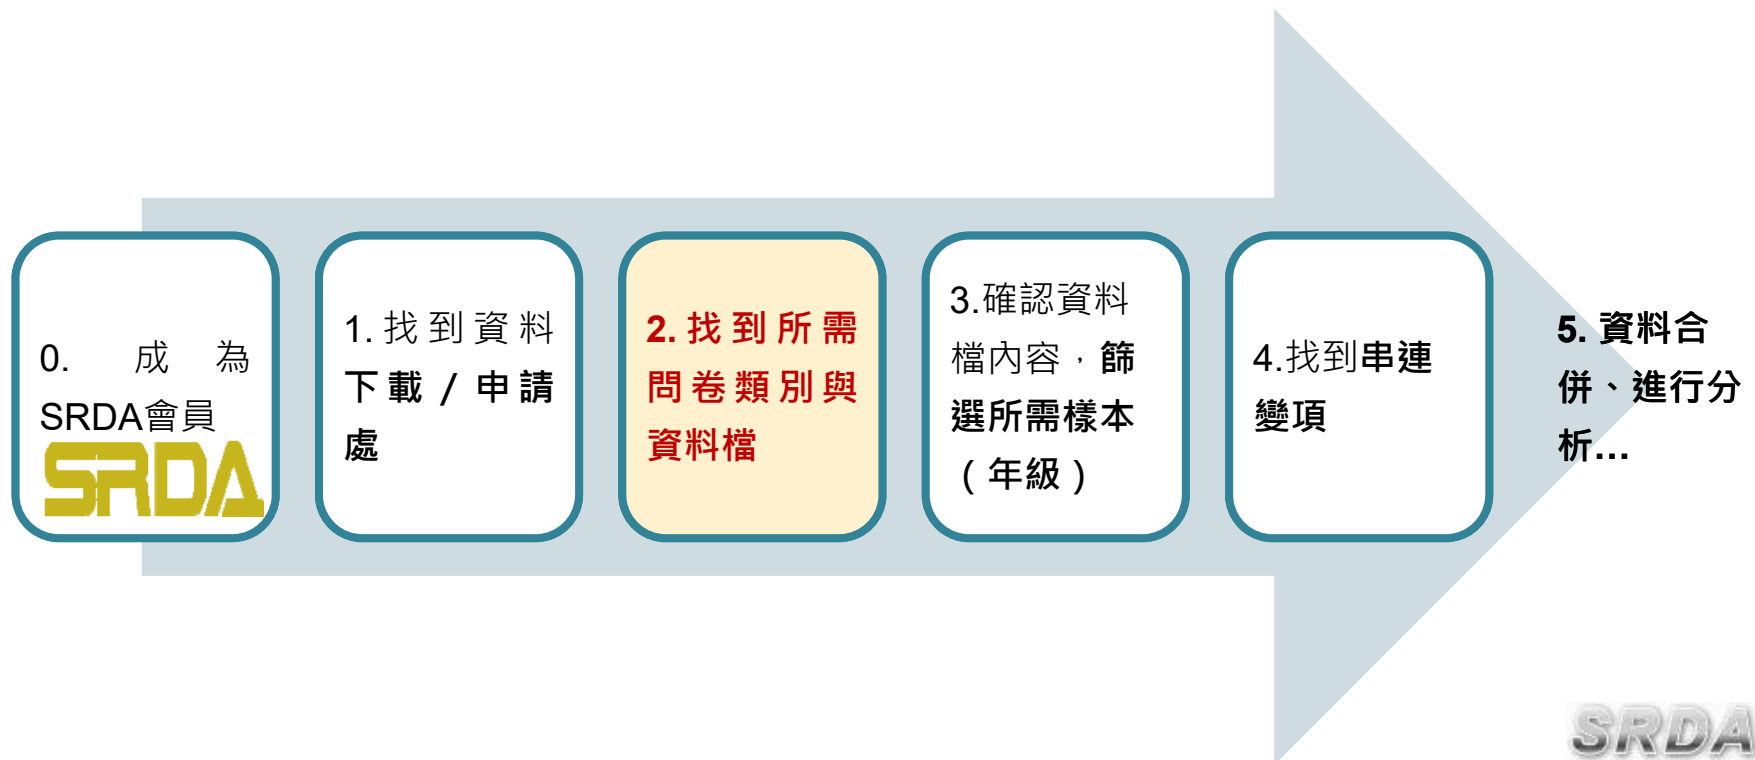 0. 成為
SRDA會員
SRDA
1. 找到資料
下載／申請
處
2. 找到所需
問卷類別與
資料檔
3.確認資料
檔內容，篩
選所需樣本
（年級）
4.找到串連
變項
5. 資料合
併、進行分
析...
SRDA